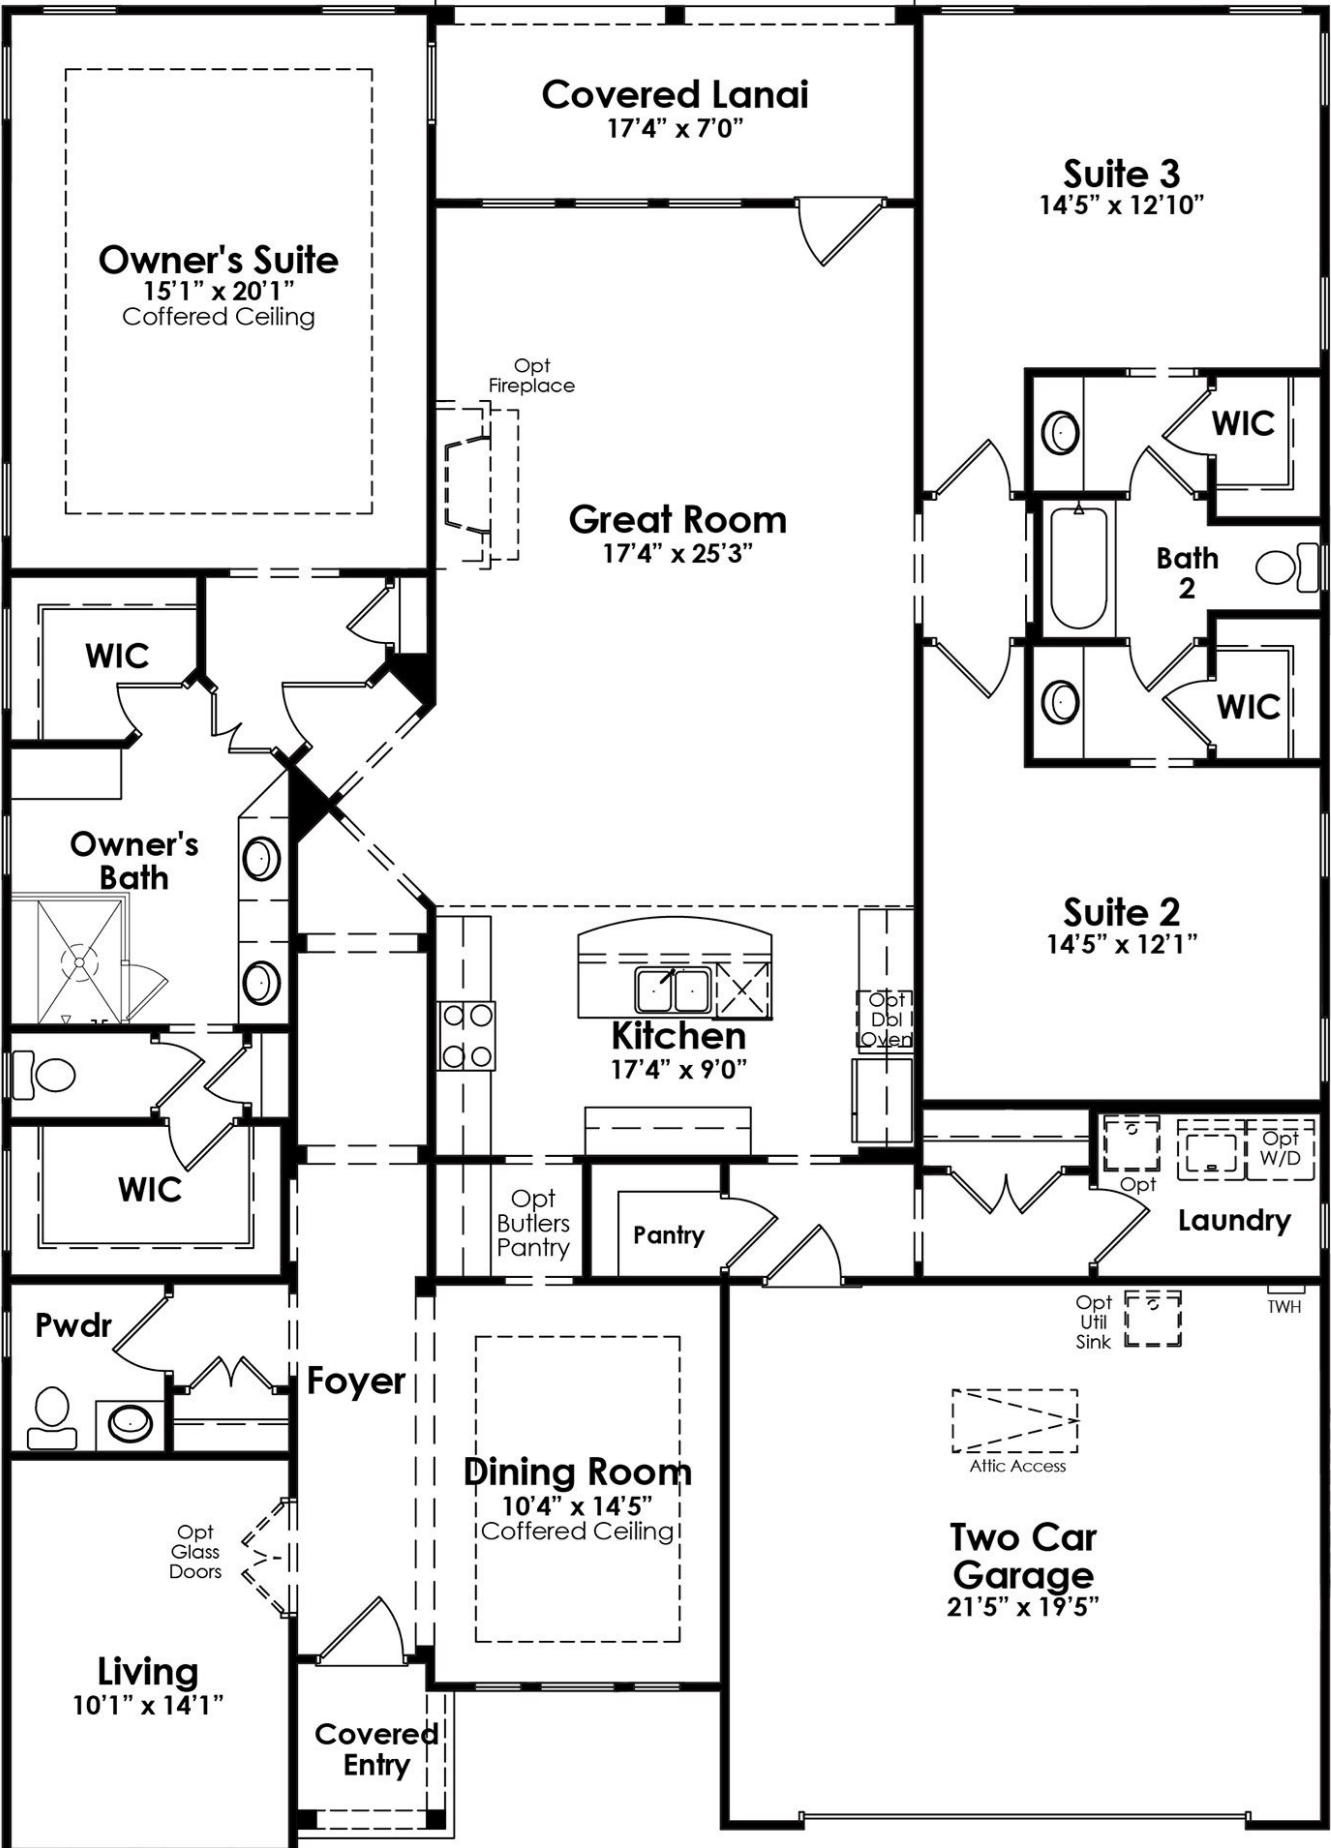 Covered Lanai
17'4" x 7'0"
Suite 3
14'5" x 12'10"
Owner's Suite
15'1" x 20'1"
Coffered Ceiling
Opt
Fireplace
WIC
Great Room
17'4" x 25'3"
Bath
2
WIC
WIC
Owner's
Bath
Suite 2
14'5" x 12'1"
Opt
Dbl
Oven
Kitchen
17'4" x 9'0"
WIC
Opt
Butlers
Pantry
Pantry
Opt
Opt
W/D
Laundry
Pwdr
Foyer
Opt
Util
Sink
TWH
Attic Access
Dining Room
10'4" x 14'5"
Coffered Ceiling
Opt
Glass
Doors
Two Car
Garage
21'5" x 19'5"
Living
10'1" x 14'1"
Covered
Entry